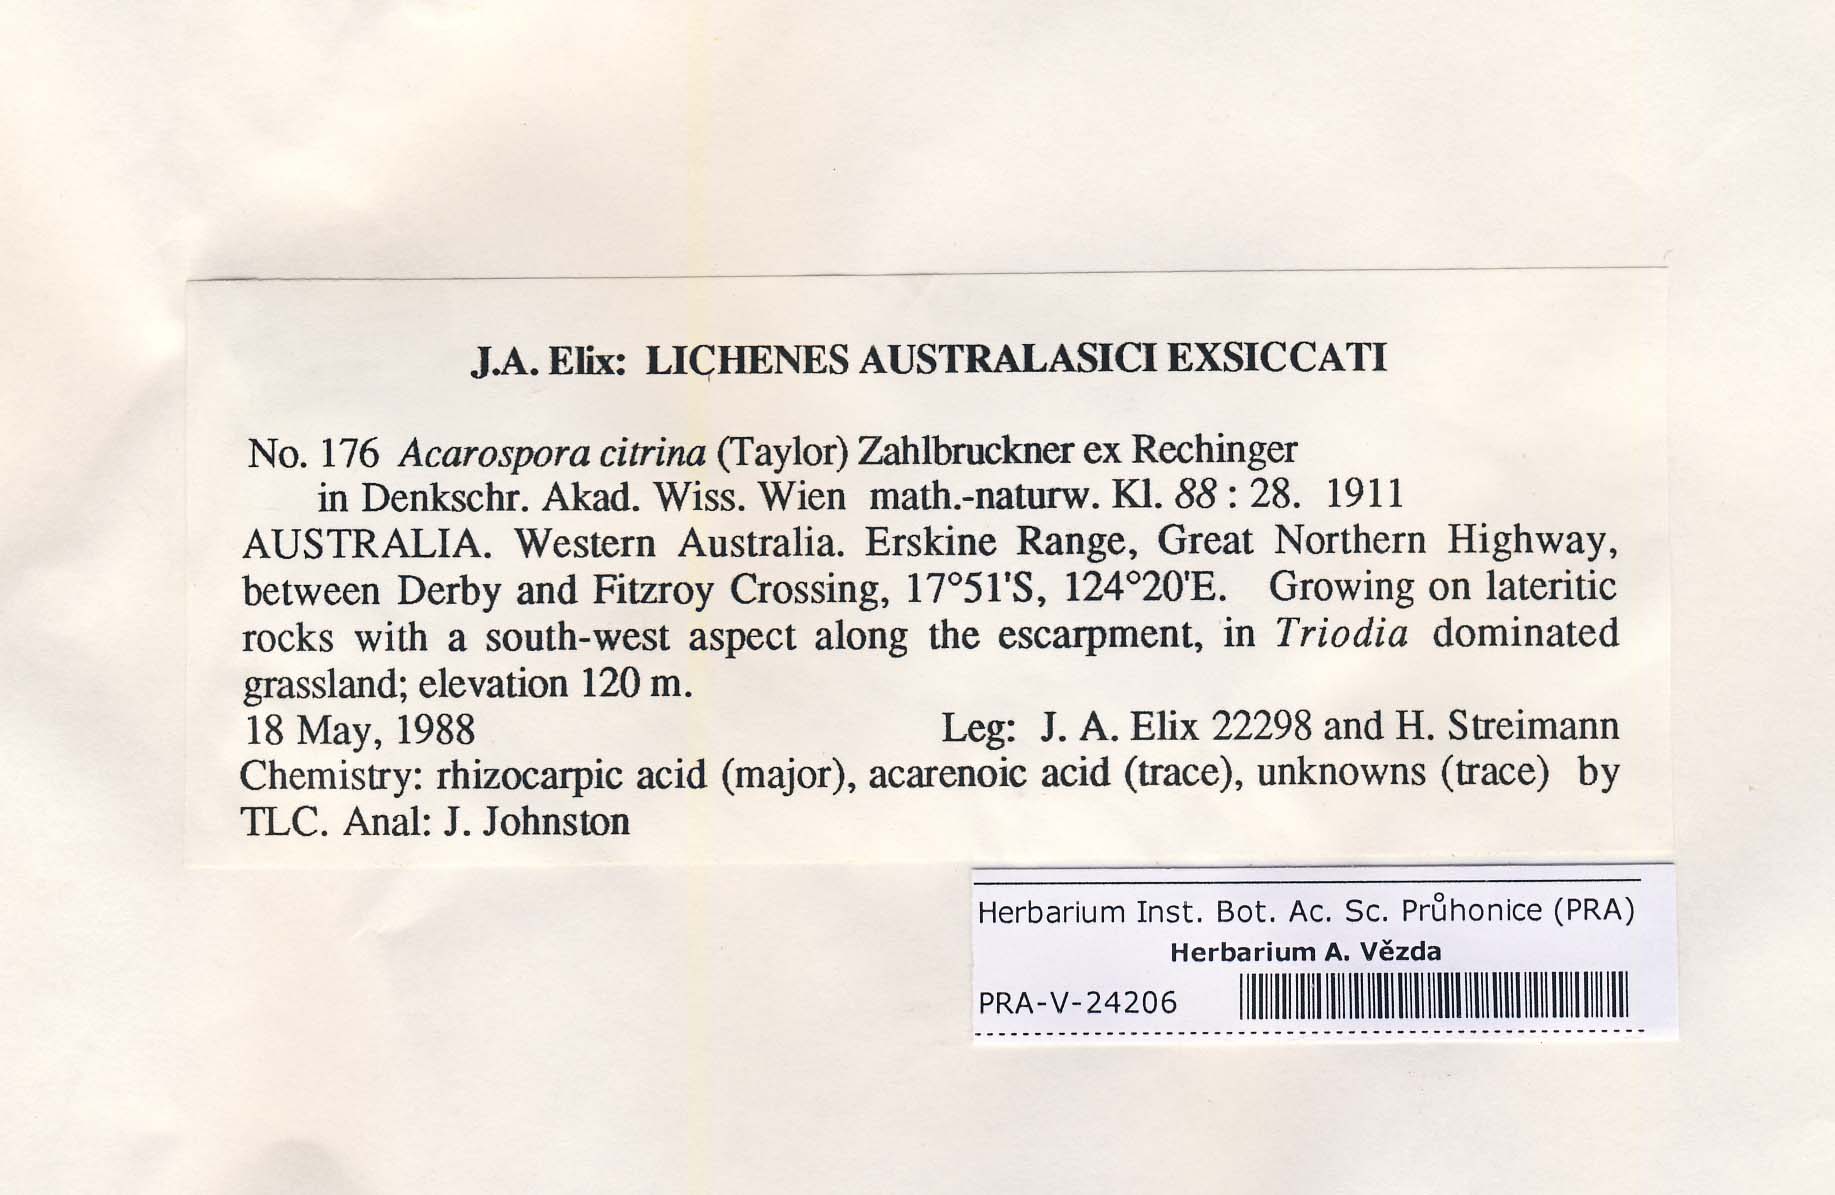 J.A. Elix: LICHENES AUSTRALASICI EXSICCATI
No. 176 Acarospora citrina (Taylor) Zahlbruckner ex Rechinger
in Denkschr. Akad. Wiss. Wien math.-naturw. Kl. 88 : 28. 1911
AUSTRALIA. Western Australia. Erskine Range, Great Northern Highway,
between Derby and Fitzroy Crossing, 17°51'S, 124°20'E. Growing on lateritic
rocks with a south-west aspect along the escarpment, in Triodia dominated
grassland; elevation 120 m.
18 May, 1988 Leg: J. A. Elix 22298 and H. Streimann
Chemistry: rhizocarpic acid (major), acarenoic acid (trace), unknowns (trace) by
TLC. Anal: J. Johnston
Herbarium Inst. Bot. Ac. Sc. Průhonice (PRA)
Herbarium A. Vězda
PRA-V-24206